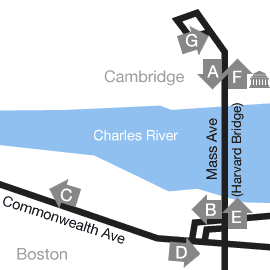 G
A
F
Cambridge
Charles River
Mass Ave
(Harvard Bridge)
C
B
E
Commonwealth Ave
D
Boston